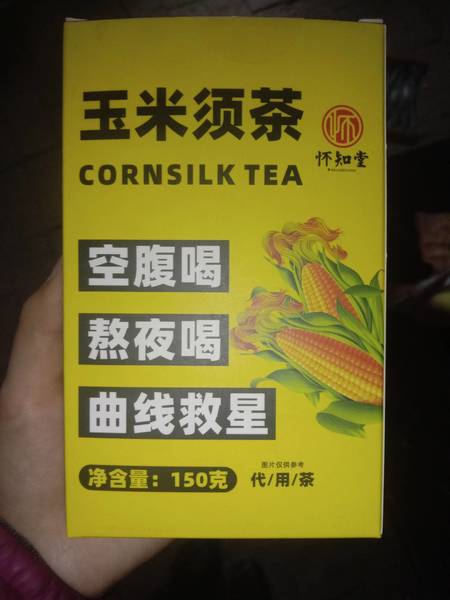 玉米须茶
CORNSILK TEA
怀知堂
空腹喝
熬夜喝
曲线救星
图片仅供参考
净含量：150克
代/用/茶